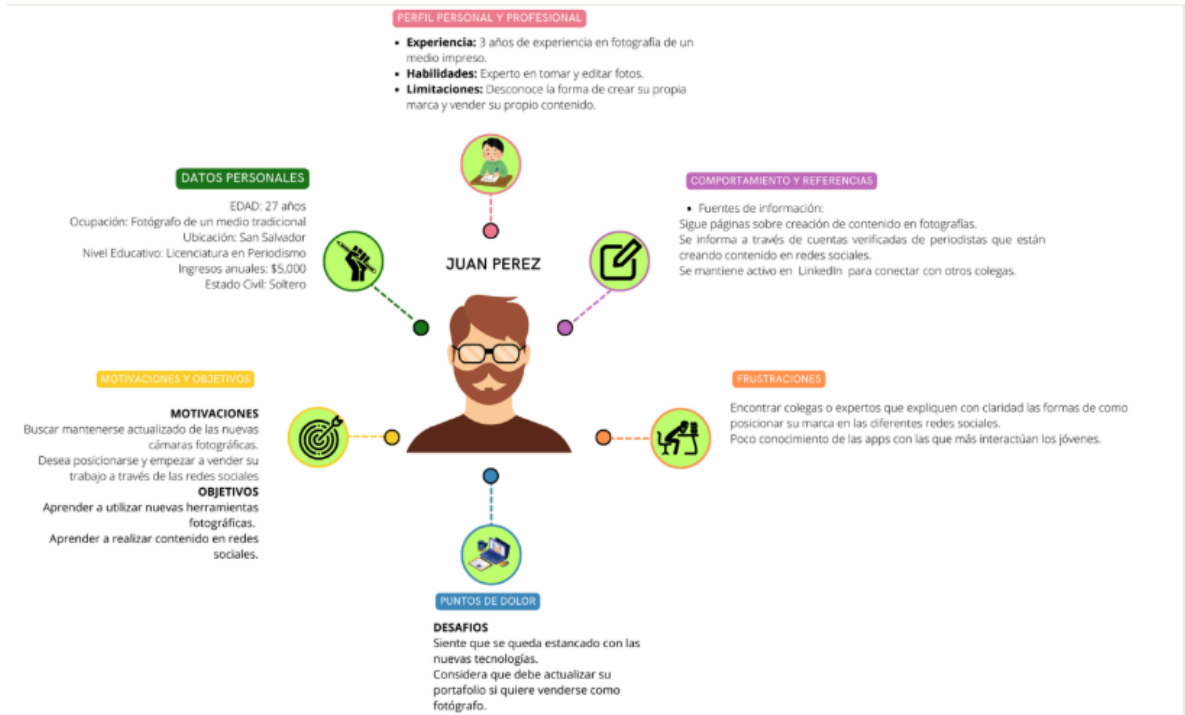 PERFIL PERSONAL Y PROFESIONAL
• Experiencia: 3 años de experiencia en fotografía de un
medio impreso.
• Habilidades: Experto en tomar y editar fotos.
• Limitaciones: Desconoce la forma de crear su propia
marca y vender su propio contenido.
DATOS PERSONALES
EDAD: 27 años
Ocupación: Fotógrafo de un medio tradicional
Ubicación: San Salvador
Nivel Educativo: Licenciatura en Periodismo
Ingresos anuales: $5,000
Estado Civil: Soltero
COMPORTAMIENTO Y REFERENCIAS
• Fuentes de información:
Sigue páginas sobre creación de contenido en fotografías.
Se informa a través de cuentas verificadas de periodistas que están
creando contenido en redes sociales.
Se mantiene activo en LinkedIn para conectar con otros colegas.
JUAN PEREZ
MOTIVACIONES Y OBJETIVOS
MOTIVACIONES
Buscar mantenerse actualizado de las nuevas
cámaras fotográficas.
Desea posicionarse y empezar a vender su
trabajo a través de las redes sociales
OBJETIVOS
Aprender a utilizar nuevas herramientas
fotográficas.
Aprender a realizar contenido en redes
sociales.
FRUSTRACIONES
Encontrar colegas o expertos que expliquen con claridad las formas de como
posicionar su marca en las diferentes redes sociales.
Poco conocimiento de las apps con las que más interactúan los jóvenes.
PUNTOS DE DOLOR
DESAFIOS
Siente que se queda estancado con las
nuevas tecnologías.
Considera que debe actualizar su
portafolio si quiere venderse como
fotógrafo.